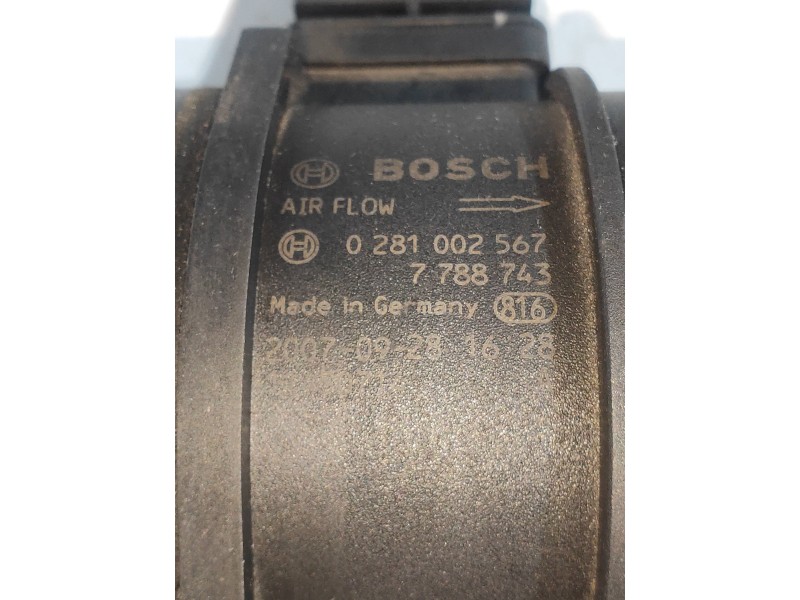 BOSCH
AIR FLOW
0 281 002 567
7 788 743
Made in Germany 816
2007-09-28 16 28